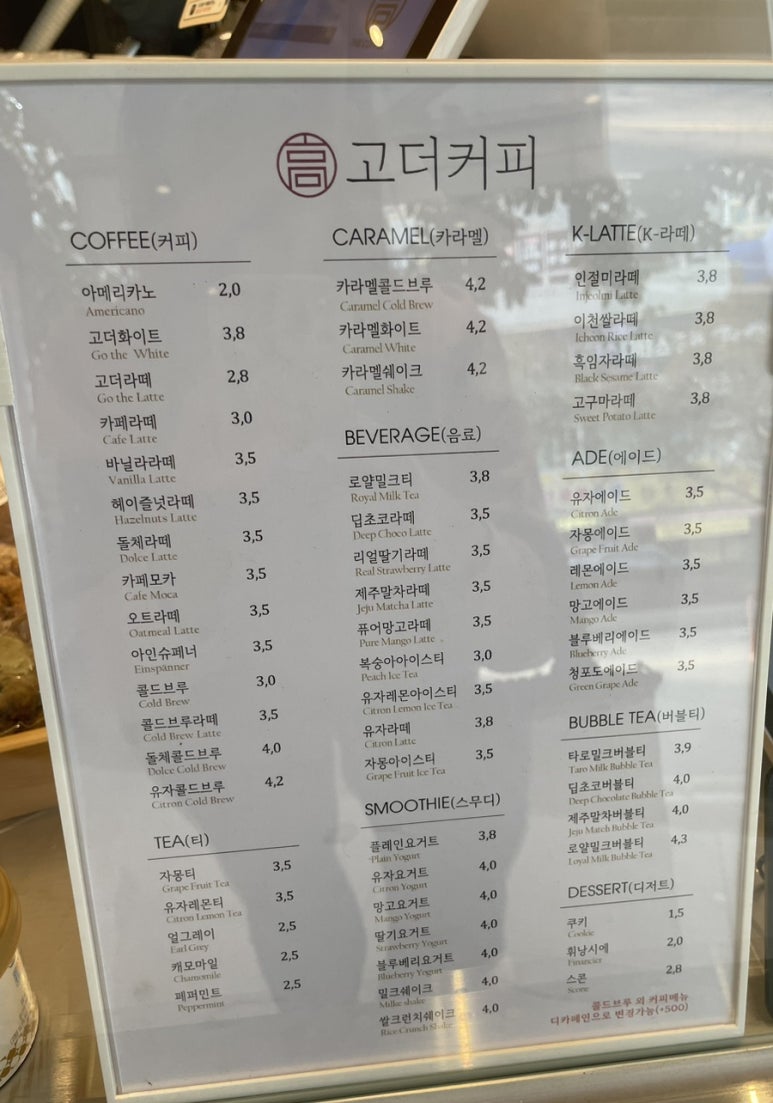 高 고더커피
COFFEE(커피)
아메리카노 2,0
Americano
고더화이트 3,8
Go the White
고더라떼 2,8
Go the Latte
카페라떼 3,0
Cafe Latte
바닐라라떼 3,5
Vanilla Latte
헤이즐넛라떼 3,5
Hazelnuts Latte
돌체라떼 3,5
Dolce Latte
카페모카 3,5
Cafe Moca
오트라떼 3,5
Oatmeal Latte
아인슈페너 3,5
Einspänner
콜드브루 3,0
Cold Brew
콜드브루라떼 3,5
Cold Brew Latte
돌체콜드브루 4,0
Dolce Cold Brew
유자콜드브루 4,2
Citron Cold Brew
TEA(티)
자몽티 3,5
Grape Fruit Tea
유자레몬티 3,5
Citron Lemon Tea
얼그레이 2,5
Earl Grey
캐모마일 2,5
Chamomile
페퍼민트 2,5
Peppermint
CARAMEL(카라멜)
카라멜콜드브루 4,2
Caramel Cold Brew
카라멜화이트 4,2
Caramel White
카라멜쉐이크 4,2
Caramel Shake
BEVERAGE(음료)
로얄밀크티 3,8
Royal Milk Tea
딥초코라떼 3,5
Deep Choco Latte
리얼딸기라떼 3,5
Real Strawberry Latte
제주말차라떼 3,5
Jeju Matcha Latte
퓨어망고라떼 3,5
Pure Mango Latte
복숭아아이스티 3,0
Peach Ice Tea
유자레몬아이스티 3,5
Citron Lemon Ice Tea
유자라떼 3,8
Citron Latte
자몽아이스티 3,5
Grape Fruit Ice Tea
SMOOTHIE(스무디)
플레인요거트 3,8
Plain Yogurt
유자요거트 4,0
Citron Yogurt
망고요거트 4,0
Mango Yogurt
딸기요거트 4,0
Strawberry Yogurt
블루베리요거트 4,0
Blueberry Yogurt
밀크쉐이크 4,0
Milke shake
쌀크런치쉐이크 4,0
Rice Crunch Shake
K-LATTE(K-라떼)
인절미라떼 3,8
Injeolmi Latte
이천쌀라떼 3,8
Icheon Rice Latte
흑임자라떼 3,8
Black Sesame Latte
고구마라떼 3,8
Sweet Potato Latte
ADE(에이드)
유자에이드 3,5
Citron Ade
자몽에이드 3,5
Grape Fruit Ade
레몬에이드 3,5
Lemon Ade
망고에이드 3,5
Mango Ade
블루베리에이드 3,5
Blueberry Ade
청포도에이드 3,5
Green Grape Ade
BUBBLE TEA(버블티)
타로밀크버블티 3,9
Taro Milk Bubble Tea
딥초코버블티 4,0
Deep Chocolate Bubble Tea
제주말차버블티 4,0
Jeju Match Bubble Tea
로얄밀크버블티 4,3
Loyal Milk Bubble Tea
DESSERT(디저트)
쿠키 1,5
Cookie
휘낭시에 2,0
Financier
스콘 2,8
Scone
콜드브루 외 커피메뉴
디카페인으로 변경가능(+500)